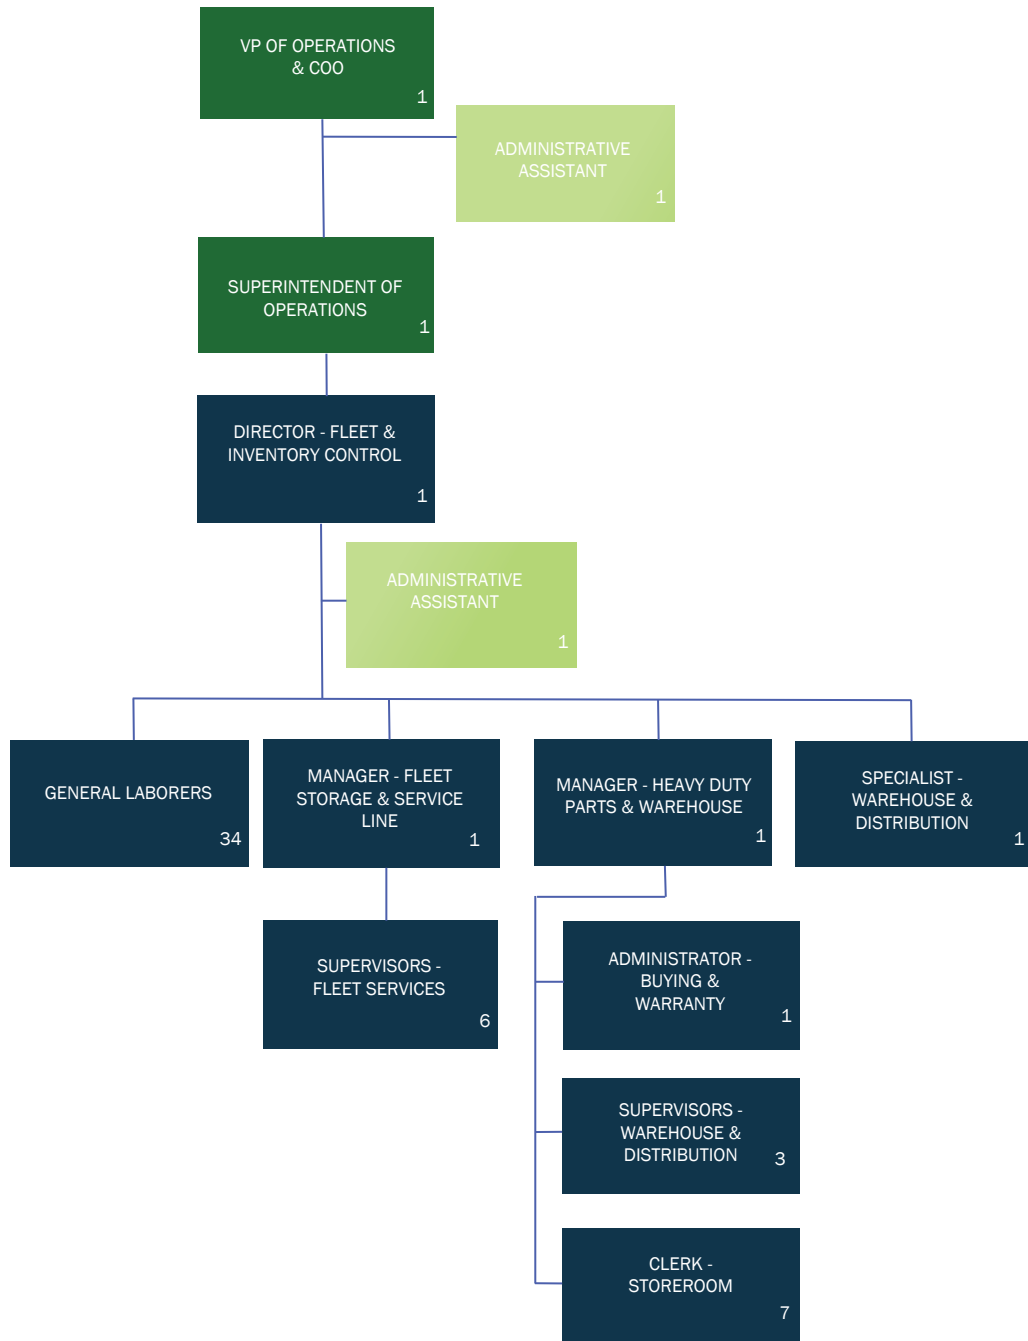 VP OF OPERATIONS
& COO
1
ADMINISTRATIVE
ASSISTANT
1
SUPERINTENDENT OF
OPERATIONS
1
DIRECTOR - FLEET &
INVENTORY CONTROL
1
ADMINISTRATIVE
ASSISTANT
1
GENERAL LABORERS
34
MANAGER - FLEET
STORAGE & SERVICE
LINE
1
MANAGER - HEAVY DUTY
PARTS & WAREHOUSE
1
SPECIALIST -
WAREHOUSE &
DISTRIBUTION
1
SUPERVISORS -
FLEET SERVICES
6
ADMINISTRATOR -
BUYING &
WARRANTY
1
SUPERVISORS -
WAREHOUSE &
DISTRIBUTION
3
CLERK -
STOREROOM
7